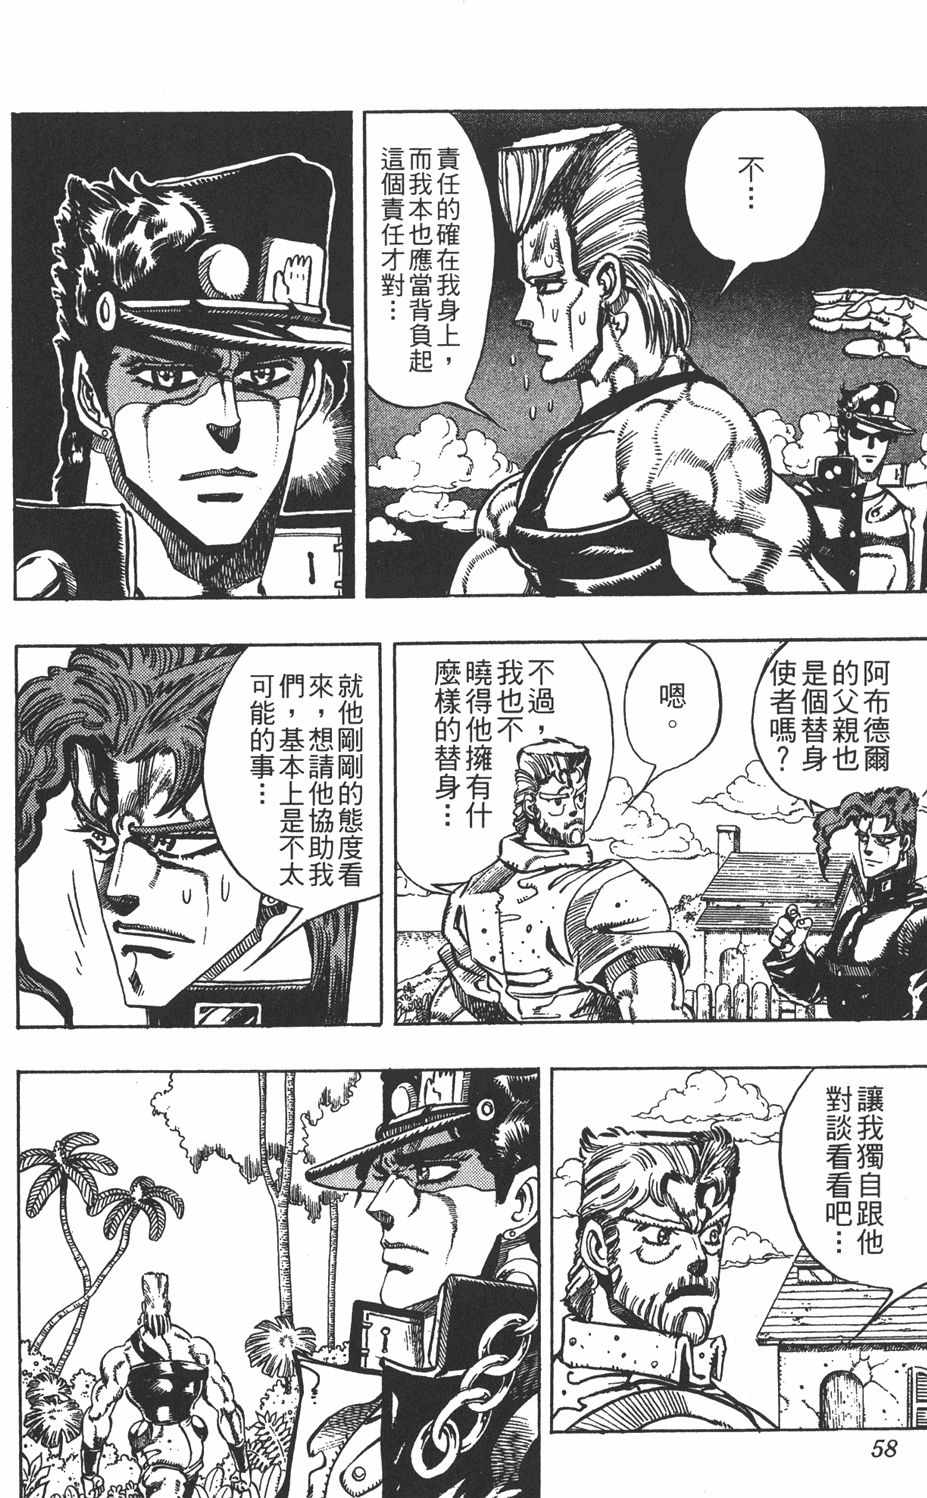 不…
責任的確在我身上，
而我本也應當背負起
這個責任才對…
阿布德爾
的父親也
是個替身
使者嗎？
嗯。
不過，
我也不
曉得他擁有什
麼樣的替身…
就他剛剛的態度看
來，想請他協助我
們，基本上是不太
可能的事…
讓我獨自跟他
對談看看吧…
58